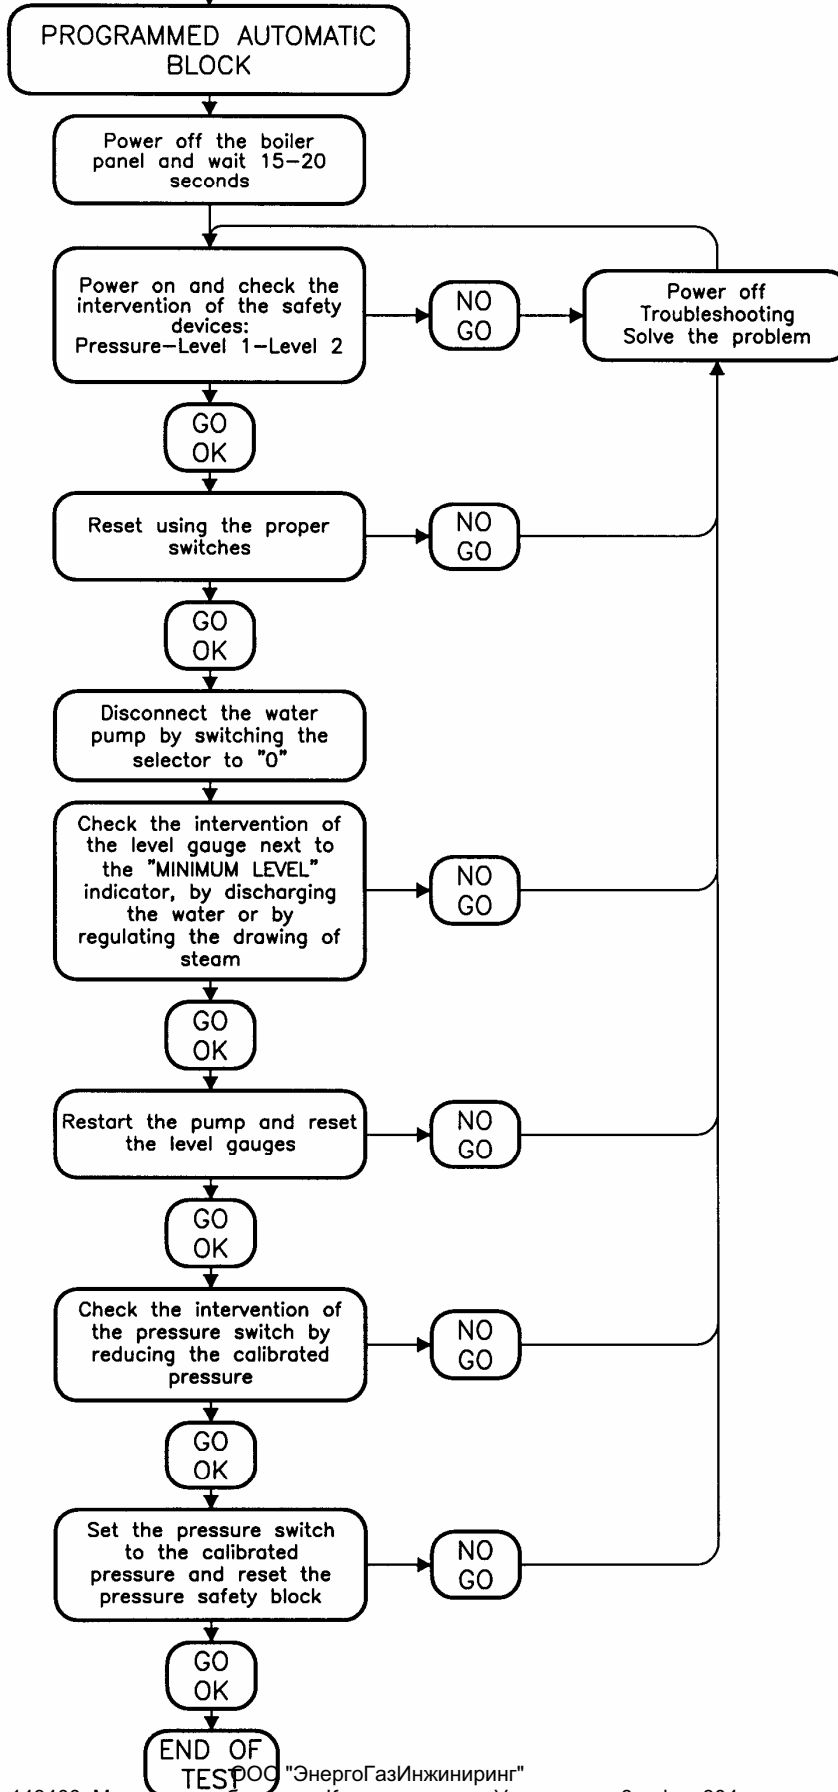 PROGRAMMED AUTOMATIC
BLOCK
Power off the boiler
panel and wait 15-20
seconds
Power on and check the
intervention of the safety
devices:
Pressure-Level 1-Level 2
NO
GO
Power off
Troubleshooting
Solve the problem
GO
OK
Reset using the proper
switches
NO
GO
GO
OK
Disconnect the water
pump by switching the
selector to "0"
Check the intervention of
the level gauge next to
the "MINIMUM LEVEL"
indicator, by discharging
the water or by
regulating the drawing of
steam
NO
GO
GO
OK
Restart the pump and reset
the level gauges
NO
GO
GO
OK
Check the intervention of
the pressure switch by
reducing the calibrated
pressure
NO
GO
GO
OK
Set the pressure switch
to the calibrated
pressure and reset the
pressure safety block
NO
GO
GO
OK
END OF
TEST
ООО "ЭнергоГазИнжиниринг"